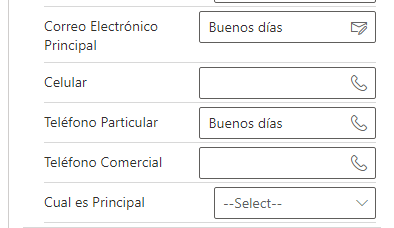 Correo Electrónico
Principal
Buenos días
Celular
Teléfono Particular
Buenos días
Teléfono Comercial
Cual es Principal
--Select--